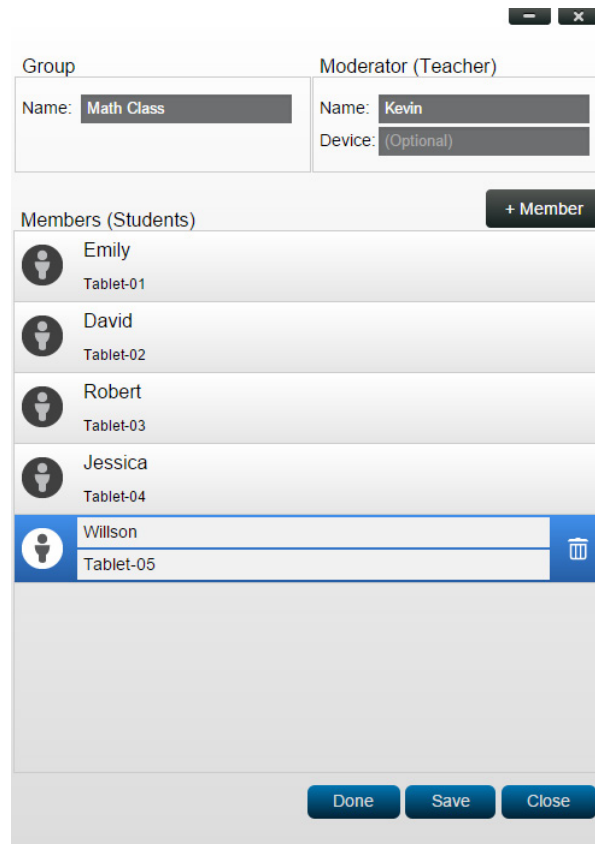 Group
Moderator (Teacher)
Name: Math Class
Name: Kevin
Device: (Optional)
Members (Students)
+ Member
Emily
Tablet-01
David
Tablet-02
Robert
Tablet-03
Jessica
Tablet-04
Willson
Tablet-05
Done Save Close